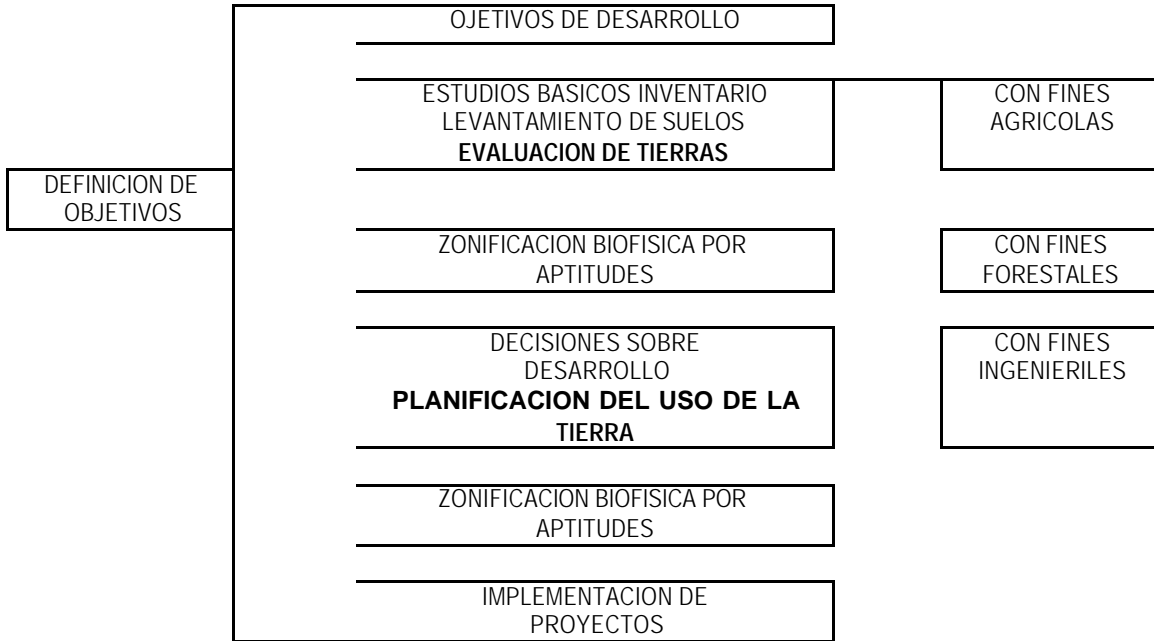 OJETIVOS DE DESARROLLO
ESTUDIOS BASICOS INVENTARIO
LEVANTAMIENTO DE SUELOS
EVALUACION DE TIERRAS
CON FINES
AGRICOLAS
DEFINICION DE
OBJETIVOS
ZONIFICACION BIOFISICA POR
APTITUDES
CON FINES
FORESTALES
DECISIONES SOBRE
DESARROLLO
PLANIFICACION DEL USO DE LA
TIERRA
CON FINES
INGENIERILES
ZONIFICACION BIOFISICA POR
APTITUDES
IMPLEMENTACION DE
PROYECTOS